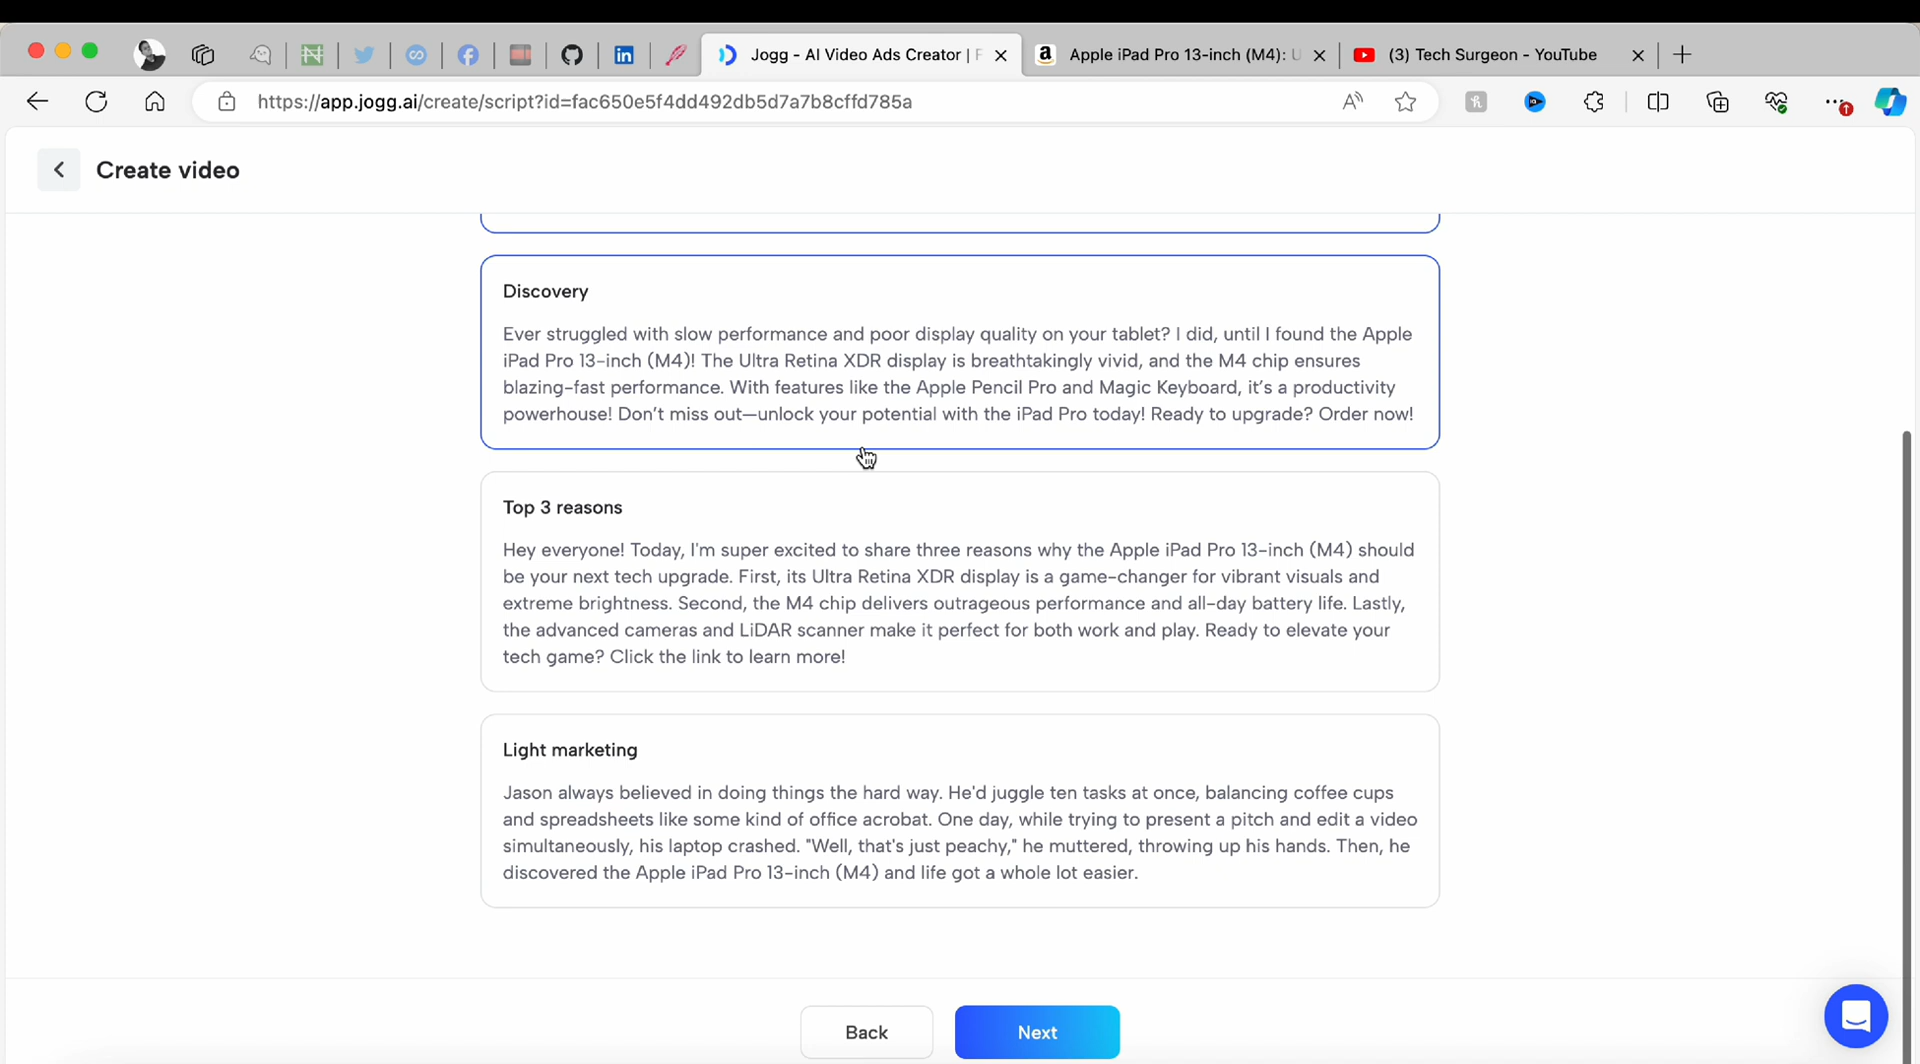 Jogg - AI Video Ads Creator | F
Apple iPad Pro 13-inch (M4): U
(3) Tech Surgeon - YouTube
https://app.jogg.ai/create/script?id=fac650e5f4dd492db5d7a7b8cffd785a
Create video
Discovery
Ever struggled with slow performance and poor display quality on your tablet? I did, until I found the Apple
iPad Pro 13-inch (M4)! The Ultra Retina XDR display is breathtakingly vivid, and the M4 chip ensures
blazing-fast performance. With features like the Apple Pencil Pro and Magic Keyboard, it’s a productivity
powerhouse! Don’t miss out—unlock your potential with the iPad Pro today! Ready to upgrade? Order now!
Top 3 reasons
Hey everyone! Today, I'm super excited to share three reasons why the Apple iPad Pro 13-inch (M4) should
be your next tech upgrade. First, its Ultra Retina XDR display is a game-changer for vibrant visuals and
extreme brightness. Second, the M4 chip delivers outrageous performance and all-day battery life. Lastly,
the advanced cameras and LiDAR scanner make it perfect for both work and play. Ready to elevate your
tech game? Click the link to learn more!
Light marketing
Jason always believed in doing things the hard way. He'd juggle ten tasks at once, balancing coffee cups
and spreadsheets like some kind of office acrobat. One day, while trying to present a pitch and edit a video
simultaneously, his laptop crashed. "Well, that's just peachy," he muttered, throwing up his hands. Then, he
discovered the Apple iPad Pro 13-inch (M4) and life got a whole lot easier.
Back
Next